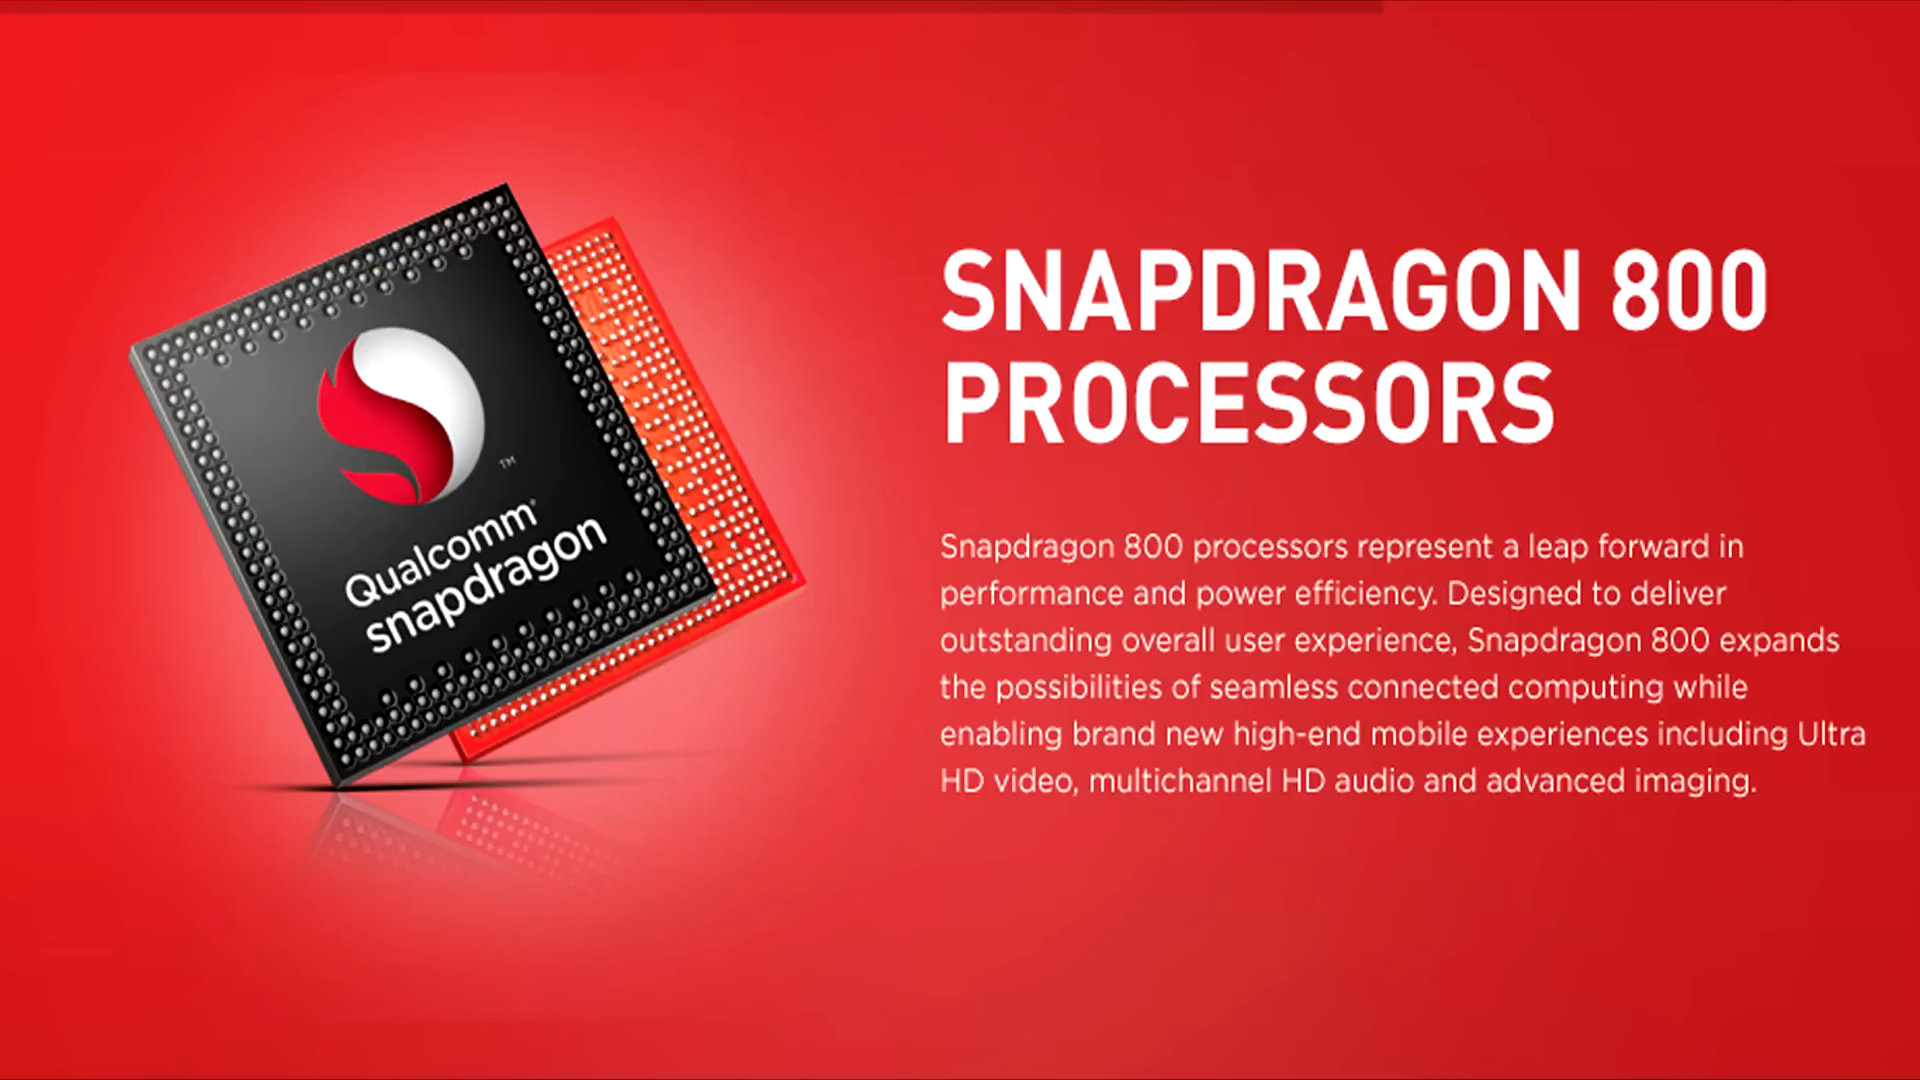 Qualcomm®
snapdragon
™
SNAPDRAGON 800
PROCESSORS
Snapdragon 800 processors represent a leap forward in
performance and power efficiency. Designed to deliver
outstanding overall user experience, Snapdragon 800 expands
the possibilities of seamless connected computing while
enabling brand new high-end mobile experiences including Ultra
HD video, multichannel HD audio and advanced imaging.